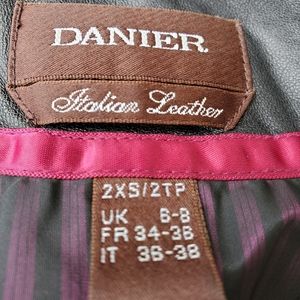 DANIER
Italian Leather
2XS/2TP
UK 6-8
FR 34-36
IT 36-38